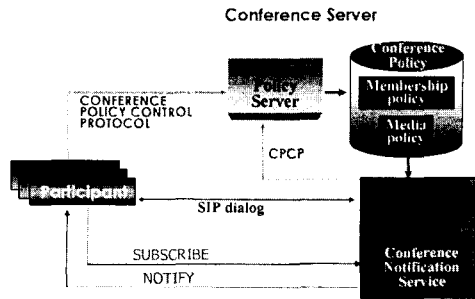 Conference Server
Conference
Policy
Membership
policy
Media
policy
Policy
Server
CONFERENCE
POLICY CONTROL
PROTOCOL
CPCP
Participant
SIP dialog
SUBSCRIBE
NOTIFY
Conference
Notification
Service